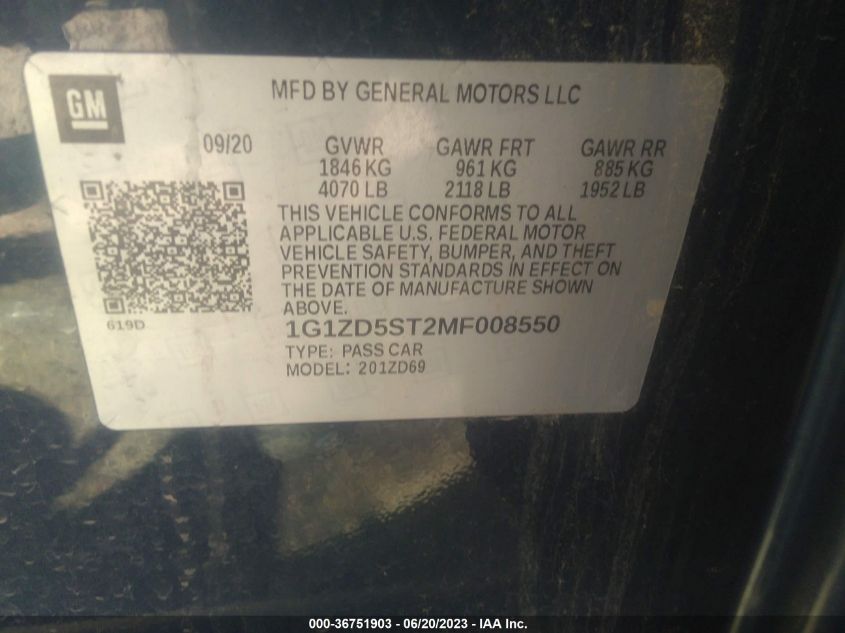 GM
MFD BY GENERAL MOTORS LLC
09/20 GVWR GAWR FRT GAWR RR
1846 KG 961 KG 885 KG
4070 LB 2118 LB 1952 LB
THIS VEHICLE CONFORMS TO ALL
APPLICABLE U.S. FEDERAL MOTOR
VEHICLE SAFETY, BUMPER, AND THEFT
PREVENTION STANDARDS IN EFFECT ON
THE DATE OF MANUFACTURE SHOWN
ABOVE.
619D
1G1ZD5ST2MF008550
TYPE: PASS CAR
MODEL: 201ZD69
000-36751903 - 06/20/2023 - IAA Inc.